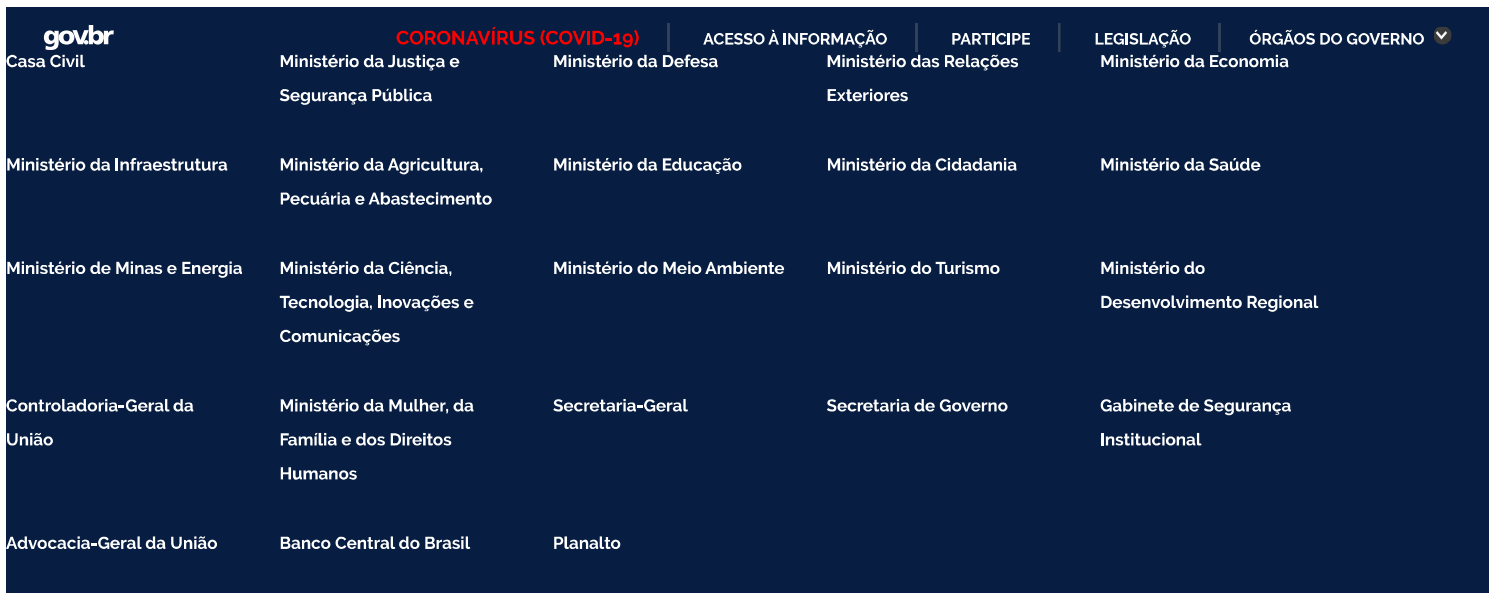 gov.br
CORONAVÍRUS (COVID-19)
ACESSO À INFORMAÇÃO
PARTICIPE
LEGISLAÇÃO
ÓRGÃOS DO GOVERNO
Casa Civil
Ministério da Justiça e
Segurança Pública
Ministério da Defesa
Ministério das Relações
Exteriores
Ministério da Economia
Ministério da Infraestrutura
Ministério da Agricultura,
Pecuária e Abastecimento
Ministério da Educação
Ministério da Cidadania
Ministério da Saúde
Ministério de Minas e Energia
Ministério da Ciência,
Tecnologia, Inovações e
Comunicações
Ministério do Meio Ambiente
Ministério do Turismo
Ministério do
Desenvolvimento Regional
Controladoria-Geral da
União
Ministério da Mulher, da
Família e dos Direitos
Humanos
Secretaria-Geral
Secretaria de Governo
Gabinete de Segurança
Institucional
Advocacia-Geral da União
Banco Central do Brasil
Planalto